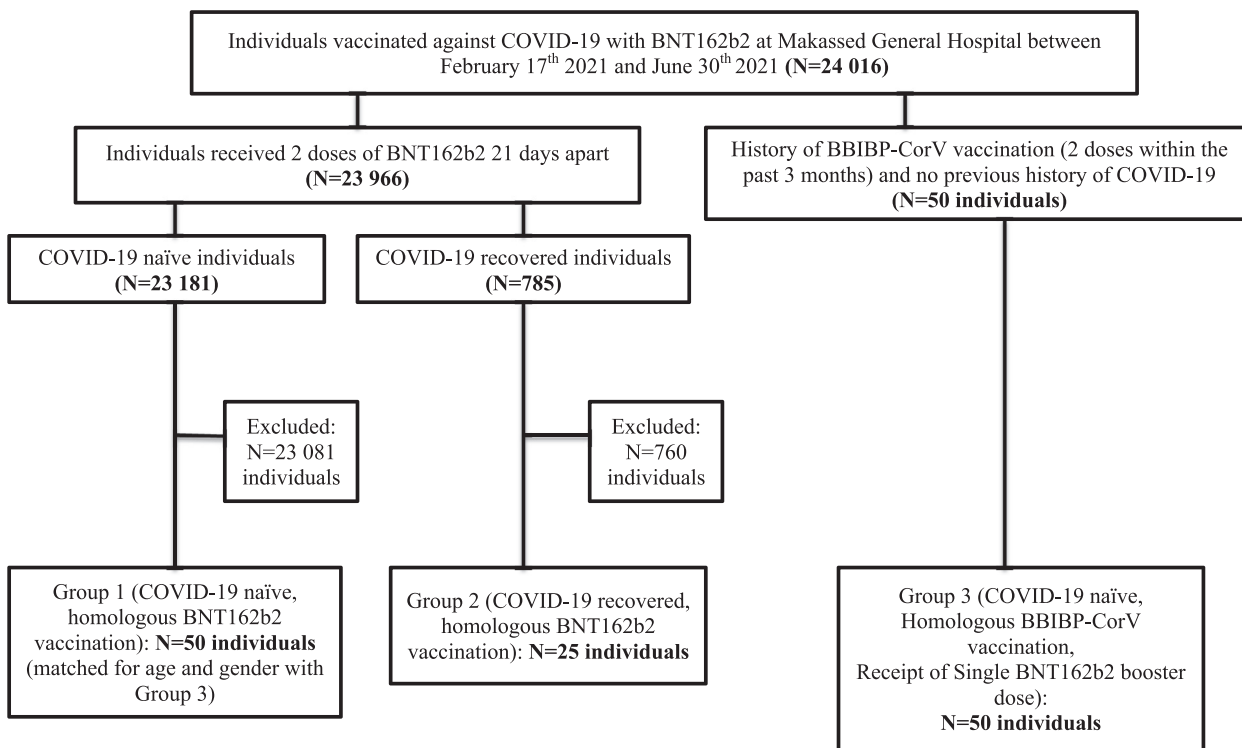 Individuals vaccinated against COVID-19 with BNT162b2 at Makassed General Hospital between
February 17th 2021 and June 30th 2021 (N=24 016)
Individuals received 2 doses of BNT162b2 21 days apart
(N=23 966)
History of BBIBP-CorV vaccination (2 doses within the
past 3 months) and no previous history of COVID-19
(N=50 individuals)
COVID-19 naïve individuals
(N=23 181)
COVID-19 recovered individuals
(N=785)
Excluded:
N=23 081
individuals
Excluded:
N=760
individuals
Group 1 (COVID-19 naïve,
homologous BNT162b2
vaccination): N=50 individuals
(matched for age and gender with
Group 3)
Group 2 (COVID-19 recovered,
homologous BNT162b2
vaccination): N=25 individuals
Group 3 (COVID-19 naïve,
Homologous BBIBP-CorV
vaccination,
Receipt of Single BNT162b2 booster
dose):
N=50 individuals